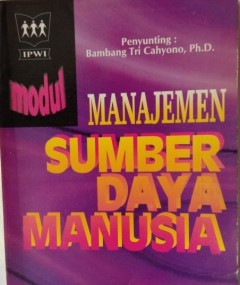 IPWI
Penyunting :
Bambang Tri Cahyono, Ph.D.
modul
MANAJEMEN
SUMBER
DAYA
MANUSIA